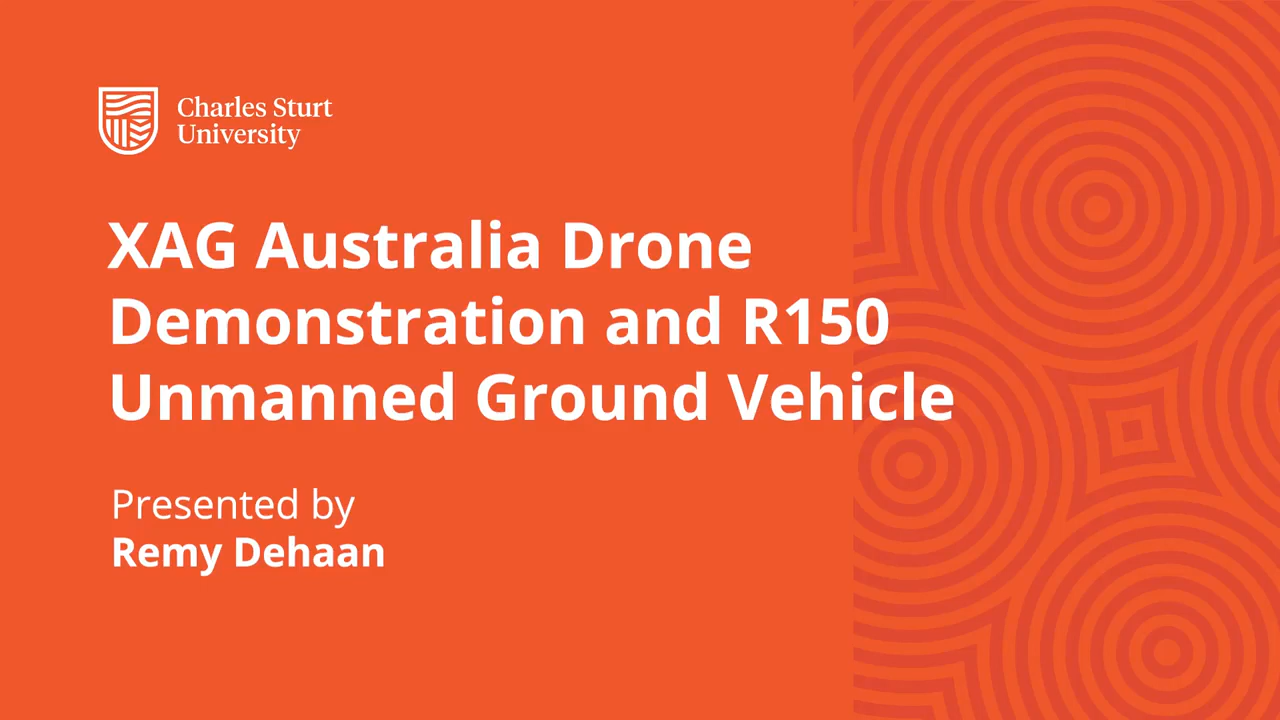 Charles Sturt
University
XAG Australia Drone
Demonstration and R150
Unmanned Ground Vehicle
Presented by
Remy Dehaan